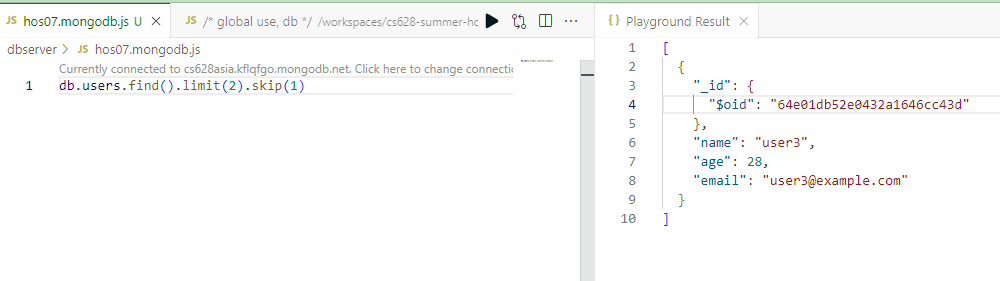 JS hos07.mongodb.js U ×
JS /* global use, db */ /workspaces/cs628-summer-hc
dbserver > JS hos07.mongodb.js
Currently connected to cs628asia.kflqfgo.mongodb.net. Click here to change connectio
1 db.users.find().limit(2).skip(1)
{} Playground Result ×
1 [
2 {
3 "_id": {
4 "$oid": "64e01db52e0432a1646cc43d"
5 },
6 "name": "user3",
7 "age": 28,
8 "email": "user3@example.com"
9 }
10 ]